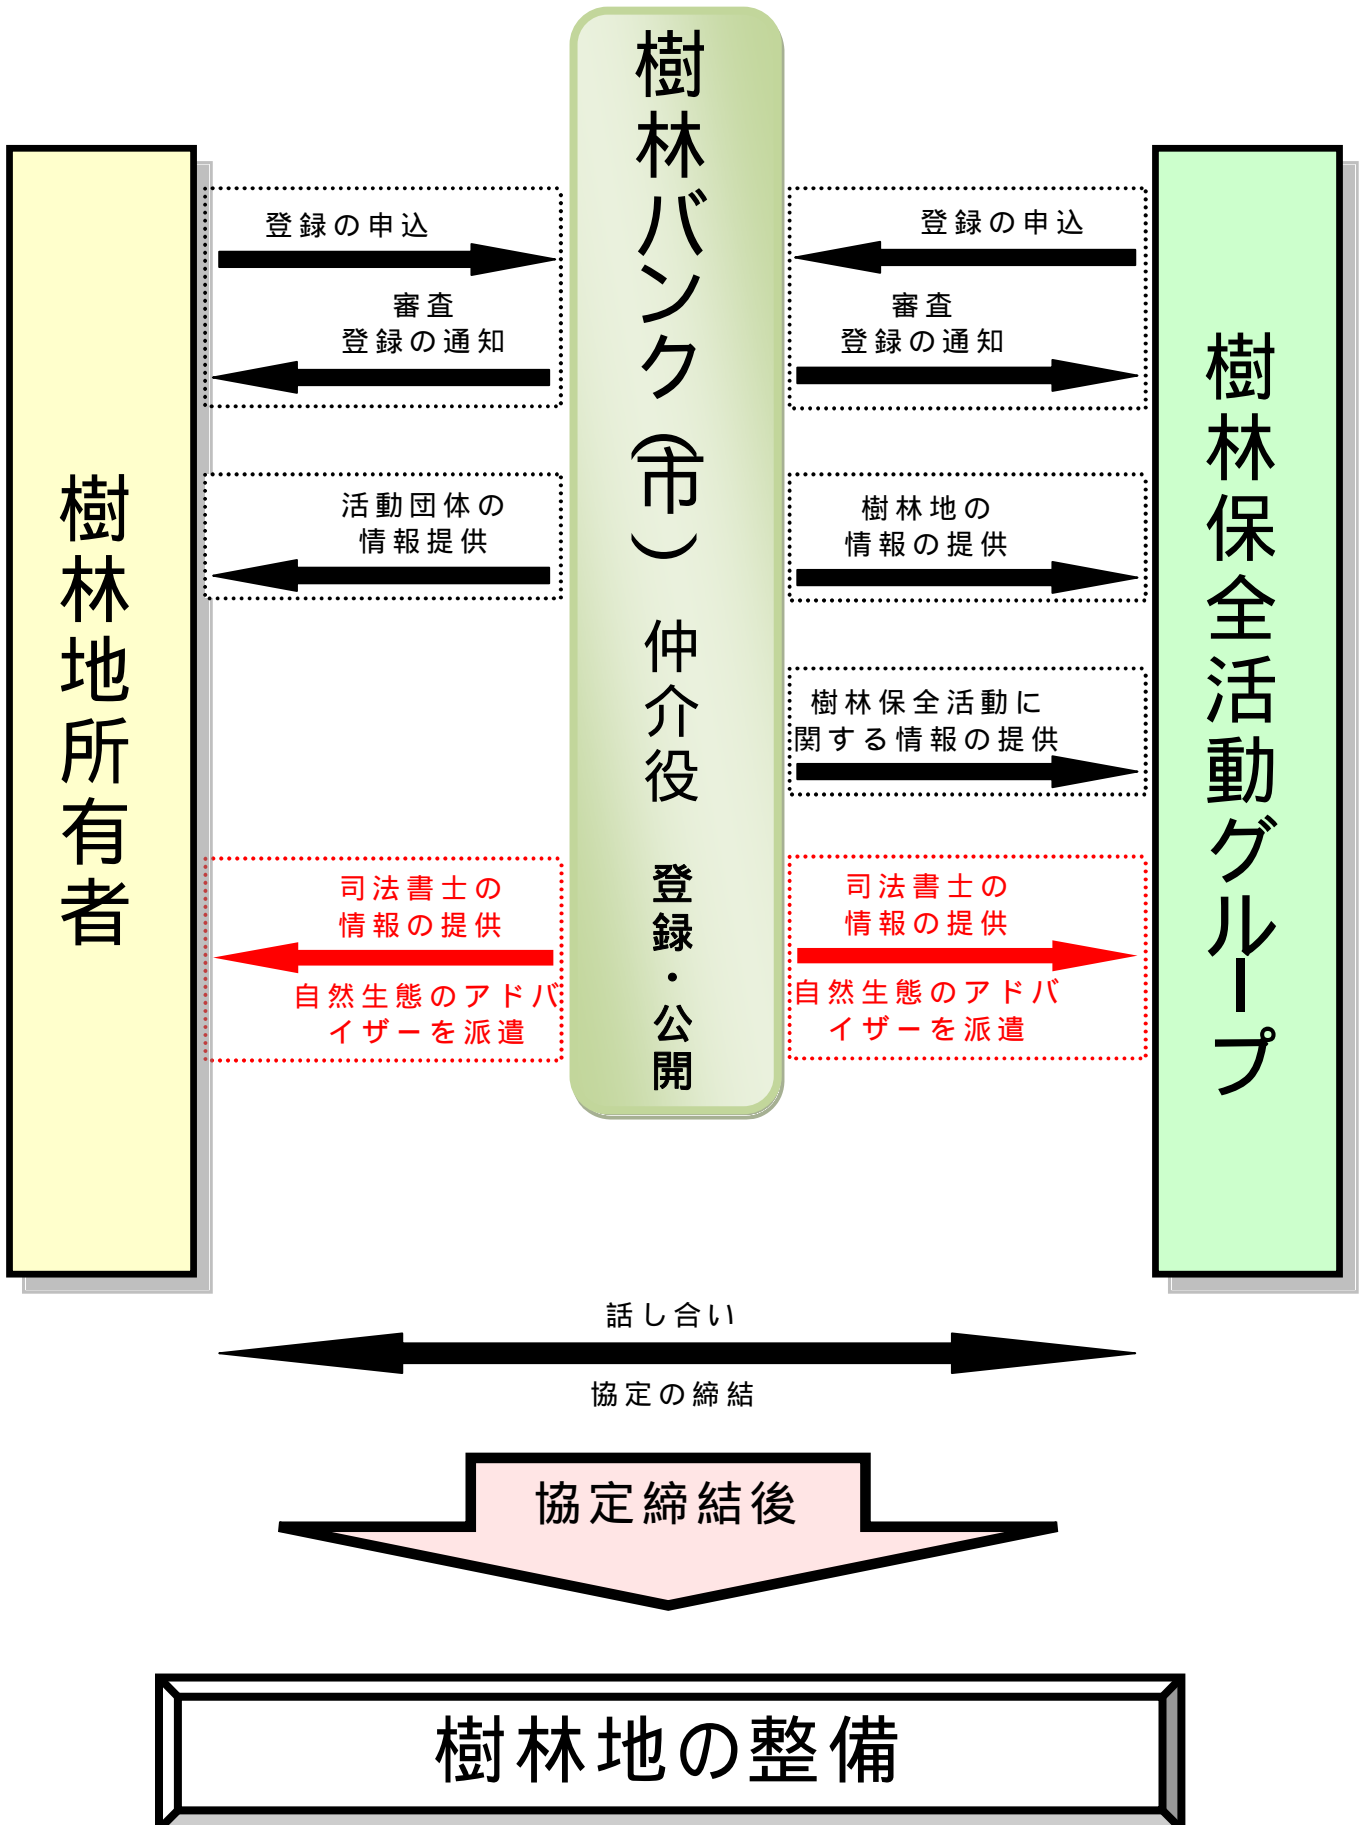 樹林バンク（市）　仲介役　登録・公開
樹林地所有者
登録の申込
審査
登録の通知
活動団体の
情報提供
司法書士の
情報の提供
自然生態のアドバ
イザーを派遣
登録の申込
審査
登録の通知
樹林地の
情報の提供
樹林保全活動に
関する情報の提供
司法書士の
情報の提供
自然生態のアドバ
イザーを派遣
樹林保全活動グループ
話し合い
協定の締結
協定締結後
樹林地の整備